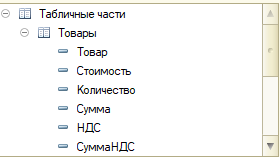 Табличные части
Товары
Товар
Стоимость
Количество
Сумма
НДС
СуммаНДС